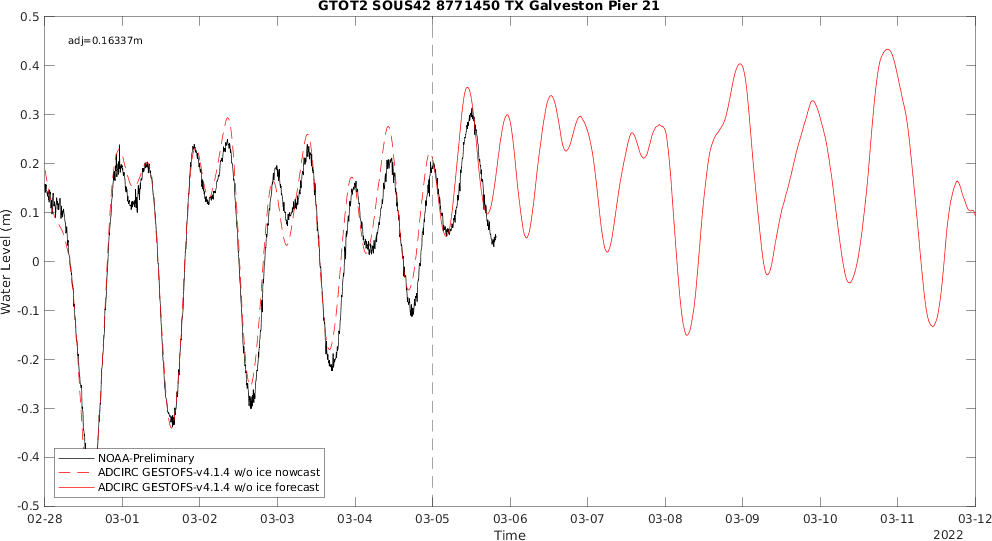 GTOT2 SOUS42 8771450 TX Galveston Pier 21
adj=0.16337m
0.5
0.4
0.3
0.2
0.1
0
-0.1
-0.2
-0.3
-0.4
-0.5
Water Level (m)
NOAA-Preliminary
ADCIRC GESTOFS-v4.1.4 w/o ice nowcast
ADCIRC GESTOFS-v4.1.4 w/o ice forecast
02-28 03-01 03-02 03-03 03-04 03-05 03-06 03-07 03-08 03-09 03-10 03-11 03-12
Time
2022